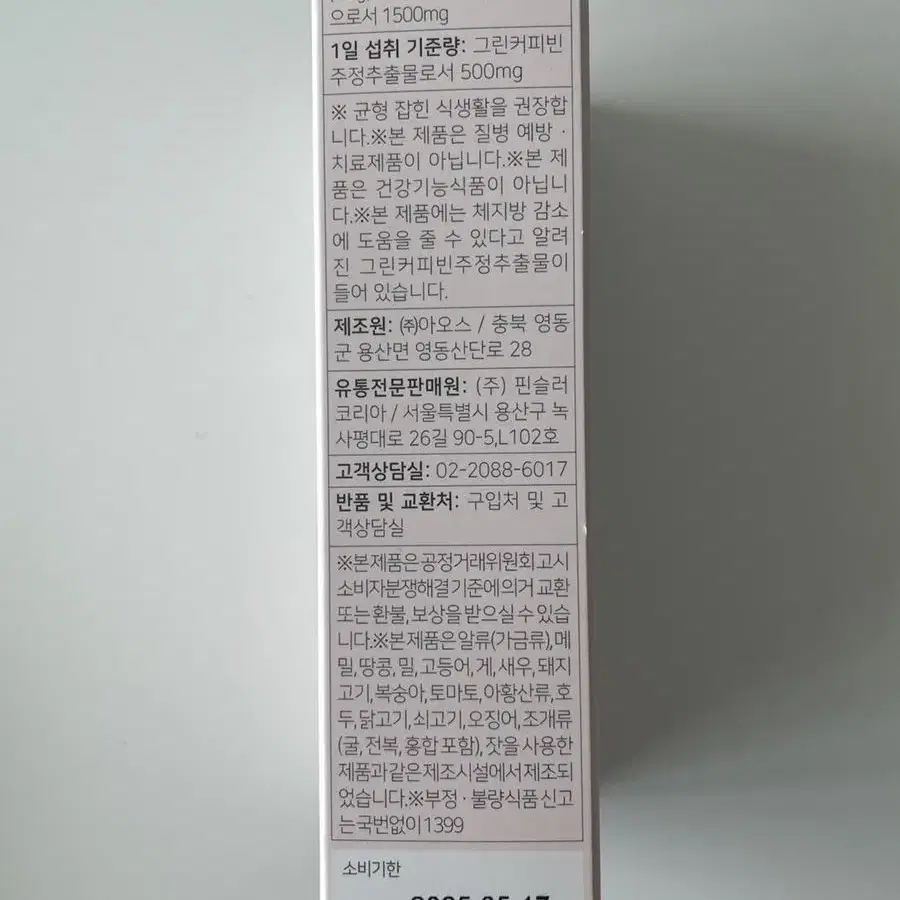 으로서 1500mg
1일 섭취 기준량: 그린커피빈
주정추출물로서 500mg
※ 균형 잡힌 식생활을 권장합
니다.※본 제품은 질병 예방 ·
치료제품이 아닙니다.※본 제
품은 건강기능식품이 아닙니
다.※본 제품에는 체지방 감소
에 도움을 줄 수 있다고 알려
진 그린커피빈주정추출물이
들어 있습니다.
제조원: ㈜아오스 / 충북 영동
군 용산면 영동산단로 28
유통전문판매원: (주) 핀슬러
코리아 / 서울특별시 용산구 녹
사평대로 26길 90-5,L102호
고객상담실: 02-2088-6017
반품 및 교환처: 구입처 및 고
객상담실
※본제품은공정거래위원회고시
소비자분쟁해결기준에의거 교환
또는 환불, 보상을 받으실 수 있습
니다.※본제품은알류(가금류),메
밀,땅콩,밀,고등어,게,새우,돼지
고기,복숭아,토마토,아황산류,호
두,닭고기,쇠고기,오징어,조개류
(굴,전복,홍합 포함),잣을 사용한
제품과같은제조시설에서제조되
었습니다.※부정·불량식품신고
는국번없이1399
소비기한